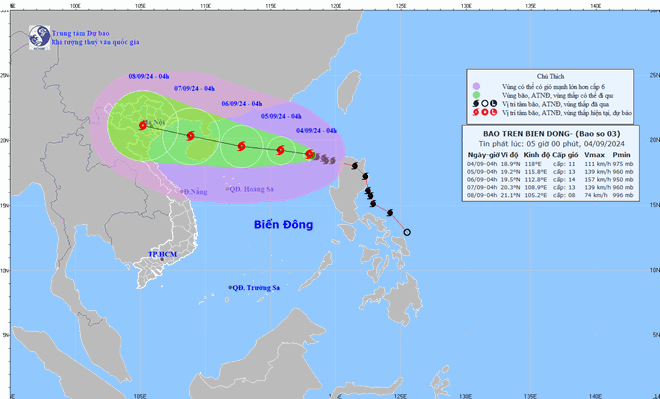 Trung tâm Dự báo
Khí tượng thuỷ văn quốc gia
08/09/24 - 04h
07/09/24 - 04h
06/09/24 - 04h
05/09/24 - 04h
04/09/24 - 04h
Chú Thích
Vùng có thể có gió mạnh lớn hơn cấp 6
Vùng bão, ATNĐ, vùng thấp có thể đi qua
Vị trí tâm bão, ATNĐ, vùng thấp đã qua
Vị trí tâm bão, ATNĐ, vùng thấp hiện tại, dự báo
BAO TREN BIEN DONG- (Bao so 03)
Tin phát lúc: 05 giờ 00 phút, 04/09/2024
Ngày-giờ Vĩ độ Kinh độ Cấp gió Vmax Pmin
04/09-04h 18.9°N 118°E cấp: 11 111 km/h 975 mb
05/09-04h 19.2°N 115.8°E cấp: 13 139 km/h 960 mb
06/09-04h 19.5°N 112.8°E cấp: 14 157 km/h 950 mb
07/09-04h 20.3°N 108.9°E cấp: 13 139 km/h 960 mb
08/09-04h 21.1°N 105.2°E cấp: 08 74 km/h 996 mb
Hà Nội
Đ.Nẵng
QĐ. Hoàng Sa
Biển Đông
TP.HCM
QĐ. Trường Sa
25N
20N
15N
10N
5N
105E
110E
115E
120E
125E
130E
135E
140E